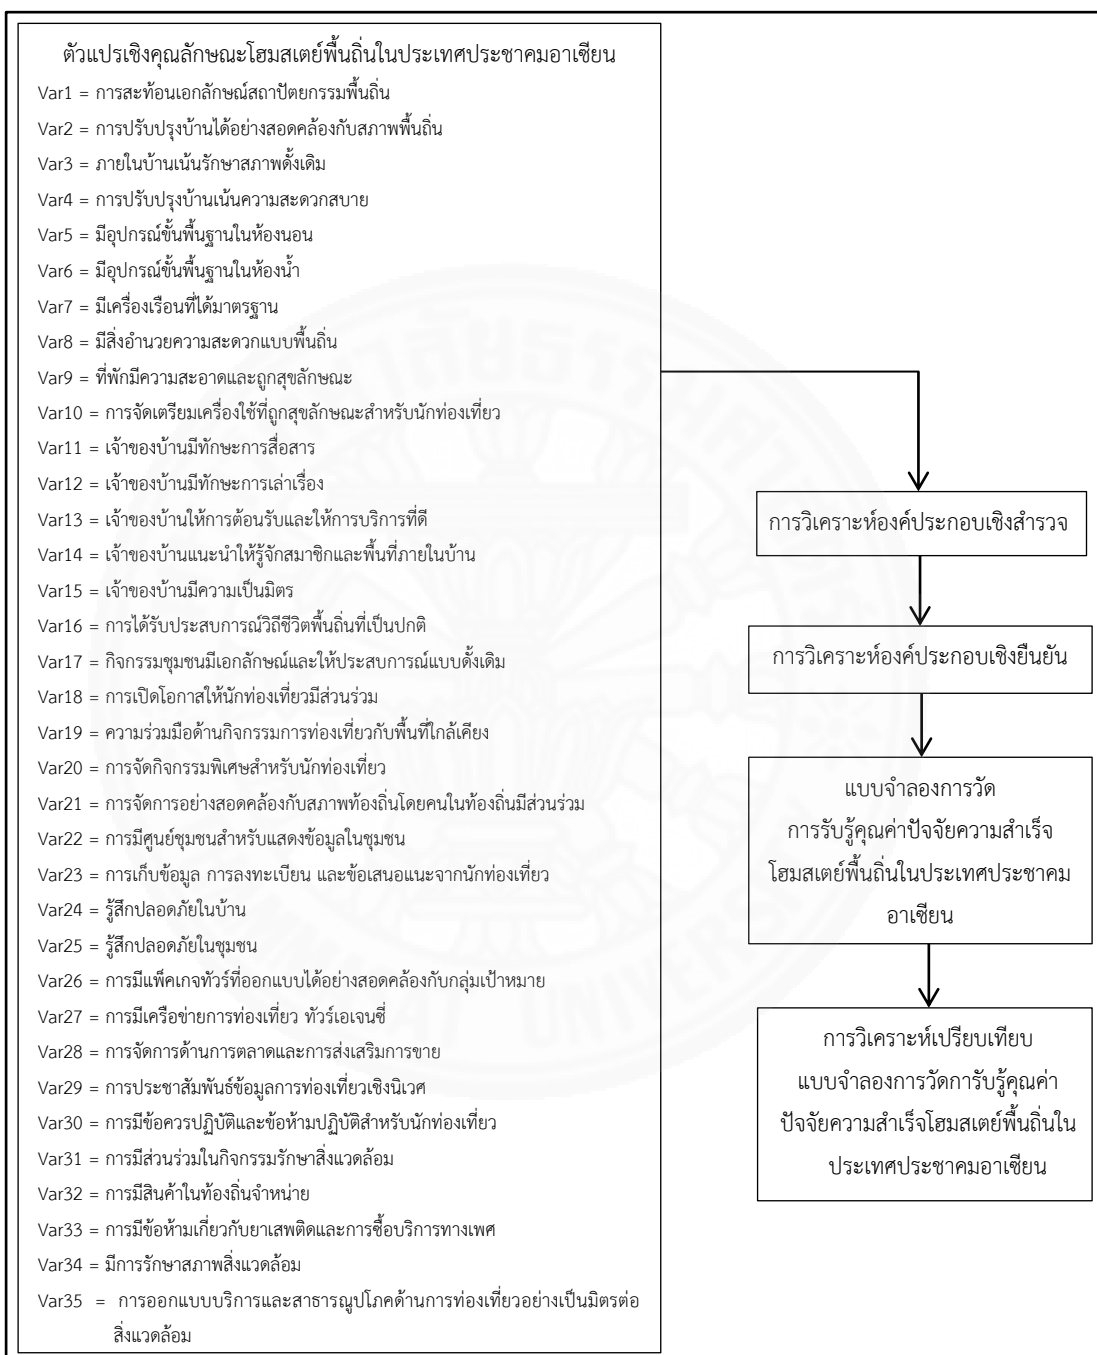 ตัวแปรเชิงคุณลักษณะโฮมสเตย์พื้นถิ่นในประเทศประชาคมอาเซียน
Var1 = การสะท้อนเอกลักษณ์สถาปัตยกรรมพื้นถิ่น
Var2 = การปรับปรุงบ้านได้อย่างสอดคล้องกับสภาพพื้นถิ่น
Var3 = ภายในบ้านเน้นรักษาสภาพดั้งเดิม
Var4 = การปรับปรุงบ้านเน้นความสะดวกสบาย
Var5 = มีอุปกรณ์ขั้นพื้นฐานในห้องนอน
Var6 = มีอุปกรณ์ขั้นพื้นฐานในห้องน้ำ
Var7 = มีเครื่องเรือนที่ได้มาตรฐาน
Var8 = มีสิ่งอำนวยความสะดวกแบบพื้นถิ่น
Var9 = ที่พักมีความสะอาดและถูกสุขลักษณะ
Var10 = การจัดเตรียมเครื่องใช้ที่ถูกสุขลักษณะสำหรับนักท่องเที่ยว
Var11 = เจ้าของบ้านมีทักษะการสื่อสาร
Var12 = เจ้าของบ้านมีทักษะการเล่าเรื่อง
Var13 = เจ้าของบ้านให้การต้อนรับและให้การบริการที่ดี
Var14 = เจ้าของบ้านแนะนำให้รู้จักสมาชิกและพื้นที่ภายในบ้าน
Var15 = เจ้าของบ้านมีความเป็นมิตร
Var16 = การได้รับประสบการณ์วิถีชีวิตพื้นถิ่นที่เป็นปกติ
Var17 = กิจกรรมชุมชนมีเอกลักษณ์และให้ประสบการณ์แบบดั้งเดิม
Var18 = การเปิดโอกาสให้นักท่องเที่ยวมีส่วนร่วม
Var19 = ความร่วมมือด้านกิจกรรมการท่องเที่ยวกับพื้นที่ใกล้เคียง
Var20 = การจัดกิจกรรมพิเศษสำหรับนักท่องเที่ยว
Var21 = การจัดการอย่างสอดคล้องกับสภาพท้องถิ่นโดยคนในท้องถิ่นมีส่วนร่วม
Var22 = การมีศูนย์ชุมชนสำหรับแสดงข้อมูลในชุมชน
Var23 = การเก็บข้อมูล การลงทะเบียน และข้อเสนอแนะจากนักท่องเที่ยว
Var24 = รู้สึกปลอดภัยในบ้าน
Var25 = รู้สึกปลอดภัยในชุมชน
Var26 = การมีแพ็คเกจทัวร์ที่ออกแบบได้อย่างสอดคล้องกับกลุ่มเป้าหมาย
Var27 = การมีเครือข่ายการท่องเที่ยว ทัวร์เอเจนซี่
Var28 = การจัดการด้านการตลาดและการส่งเสริมการขาย
Var29 = การประชาสัมพันธ์ข้อมูลการท่องเที่ยวเชิงนิเวศ
Var30 = การมีข้อควรปฏิบัติและข้อห้ามปฏิบัติสำหรับนักท่องเที่ยว
Var31 = การมีส่วนร่วมในกิจกรรมรักษาสิ่งแวดล้อม
Var32 = การมีสินค้าในท้องถิ่นจำหน่าย
Var33 = การมีข้อห้ามเกี่ยวกับยาเสพติดและการซื้อบริการทางเพศ
Var34 = มีการรักษาสภาพสิ่งแวดล้อม
Var35 = การออกแบบบริการและสาธารณูปโภคด้านการท่องเที่ยวอย่างเป็นมิตรต่อ
สิ่งแวดล้อม
การวิเคราะห์องค์ประกอบเชิงสำรวจ
การวิเคราะห์องค์ประกอบเชิงยืนยัน
แบบจำลองการวัด
การรับรู้คุณค่าปัจจัยความสำเร็จ
โฮมสเตย์พื้นถิ่นในประเทศประชาคม
อาเซียน
การวิเคราะห์เปรียบเทียบ
แบบจำลองการวัดการับรู้คุณค่า
ปัจจัยความสำเร็จโฮมสเตย์พื้นถิ่นใน
ประเทศประชาคมอาเซียน